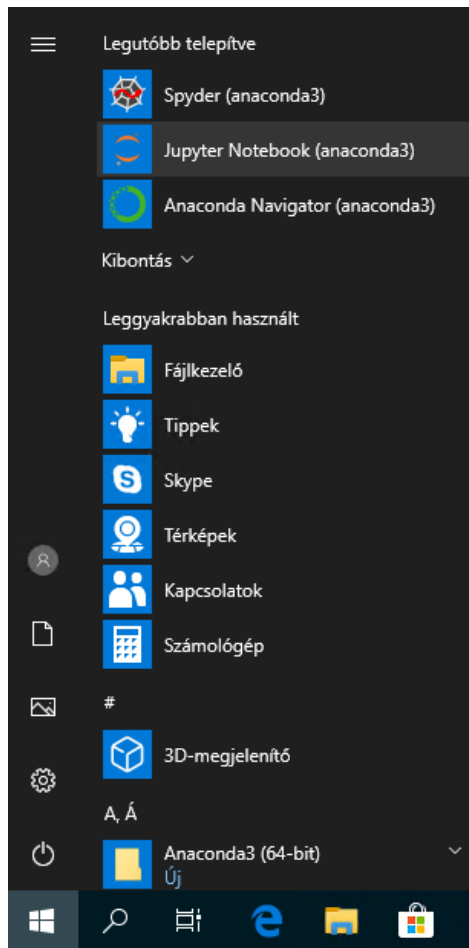 Legutóbb telepítve
Spyder (anaconda3)
Jupyter Notebook (anaconda3)
Anaconda Navigator (anaconda3)
Kibontás
Leggyakrabban használt
Fájlkezelő
Tippek
Skype
Térképek
Kapcsolatok
Számológép
#
3D-megjelenítő
A, Á
Anaconda3 (64-bit)
Új